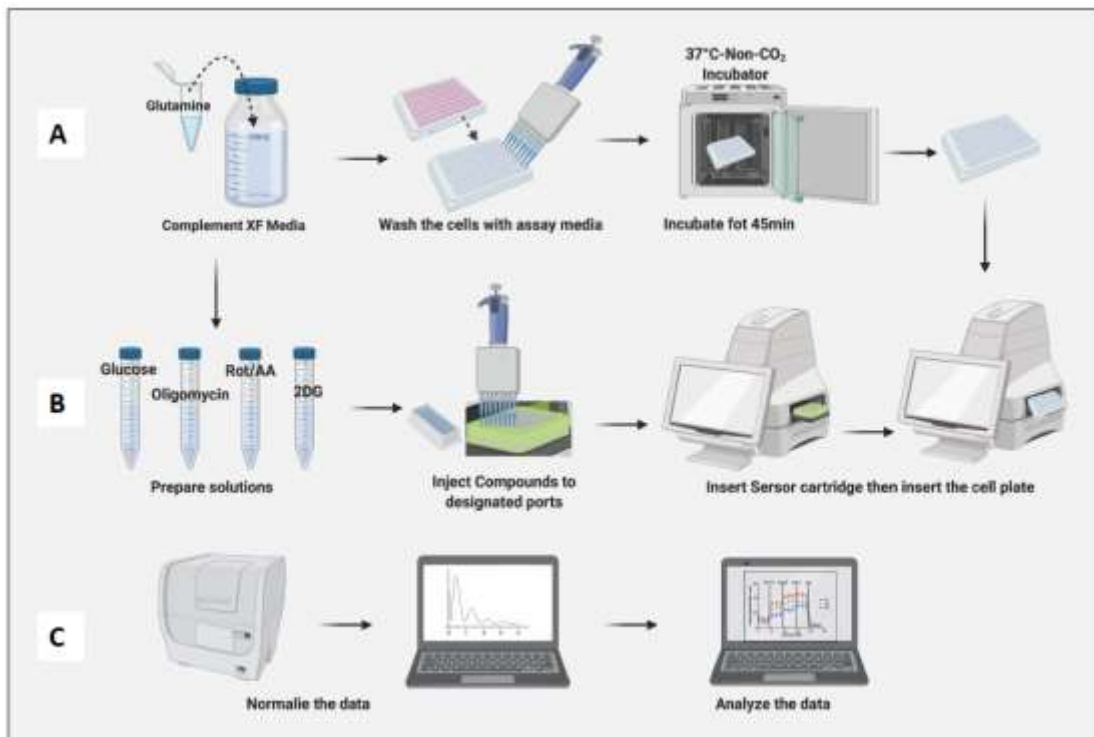 A
Glutamine
Complement XF Media
Wash the cells with assay media
37°C-Non-CO₂
Incubator
Incubate fot 45min
B
Glucose
Oligomycin
Rot/AA
2DG
Prepare solutions
Inject Compounds to
designated ports
Insert Sersor cartridge then insert the cell plate
C
Normalie the data
Analyze the data